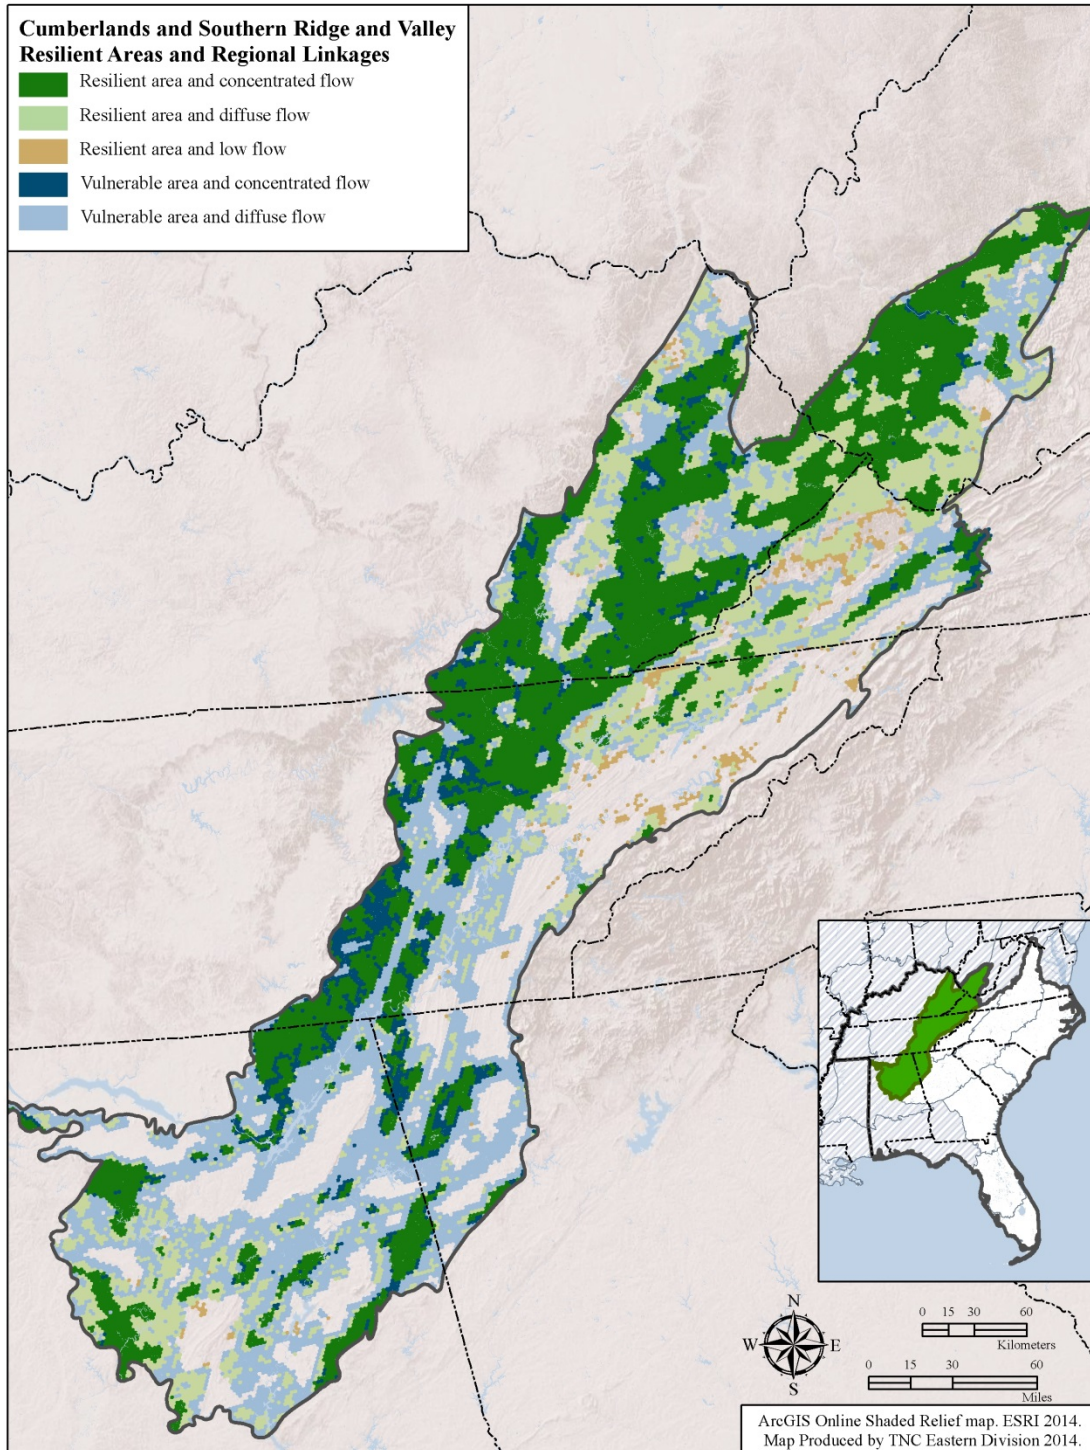 Cumberlands and Southern Ridge and Valley
Resilient Areas and Regional Linkages
Resilient area and concentrated flow
Resilient area and diffuse flow
Resilient area and low flow
Vulnerable area and concentrated flow
Vulnerable area and diffuse flow
N
W E
S
0 15 30 60
Kilometers
0 15 30 60
Miles
ArcGIS Online Shaded Relief map. ESRI 2014.
Map Produced by TNC Eastern Division 2014.